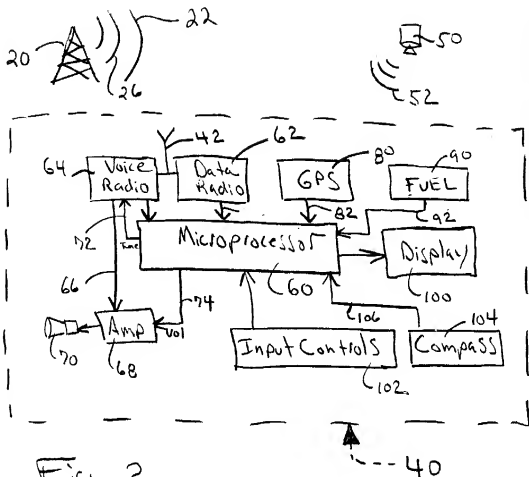 22
20
26
50
52
42
62
64
Voice Radio
Data Radio
80
GPS
90
FUEL
72
Tune
82
92
Microprocessor
60
Display
100
66
74
106
104
Amp
Vol
70
68
Input Controls
102
Compass
40